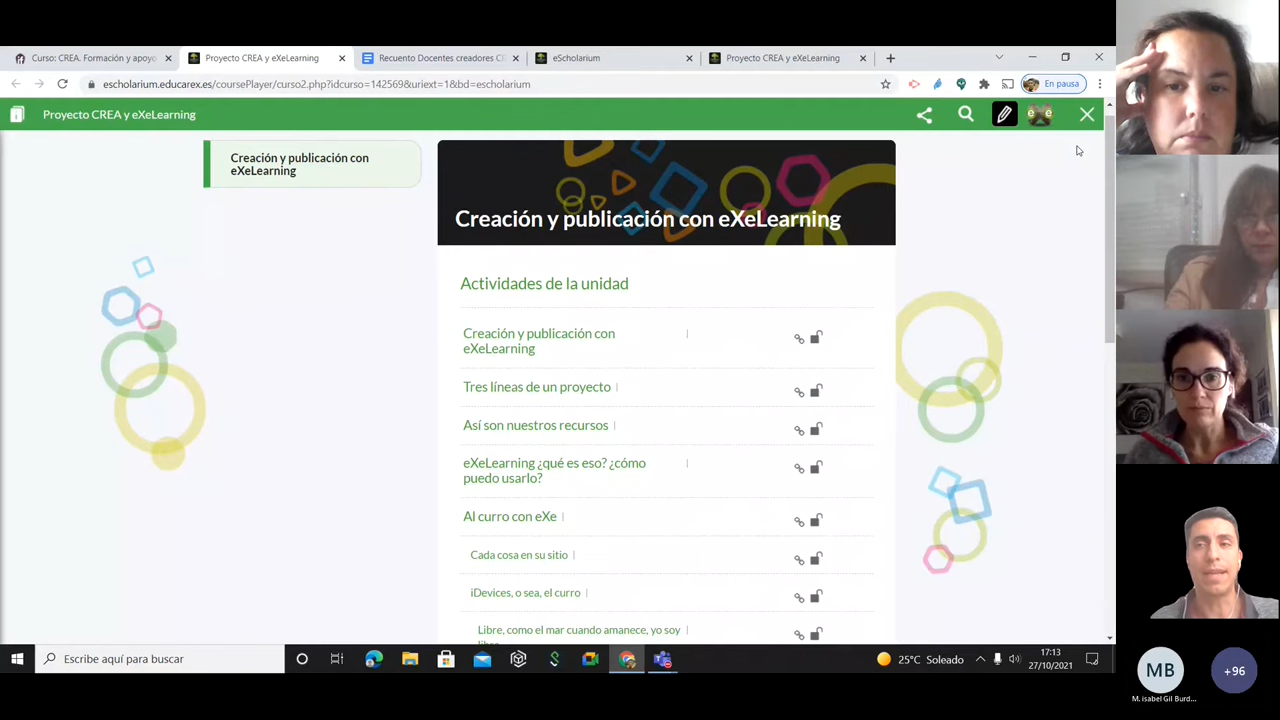 Curso: CREA. Formación y apoyo
Proyecto CREA y eXeLearning
Recuento Docentes creadores C
eScholarium
Proyecto CREA y eXeLearning
escholarium.educarex.es/coursePlayer/curso2.php?idcurso=142569&uriext=1&bd=escholarium
En pausa
Proyecto CREA y eXeLearning
Creación y publicación con
eXeLearning
Creación y publicación con eXeLearning
Actividades de la unidad
Creación y publicación con
eXeLearning
Tres líneas de un proyecto
Así son nuestros recursos
eXeLearning ¿qué es eso? ¿cómo
puedo usarlo?
Al curro con eXe
Cada cosa en su sitio
iDevices, o sea, el curro
Libre, como el mar cuando amanece, yo soy
libre
Escribe aquí para buscar
25°C Soleado
17:13
27/10/2021
MB
+96
M. isabel Gil Burd...